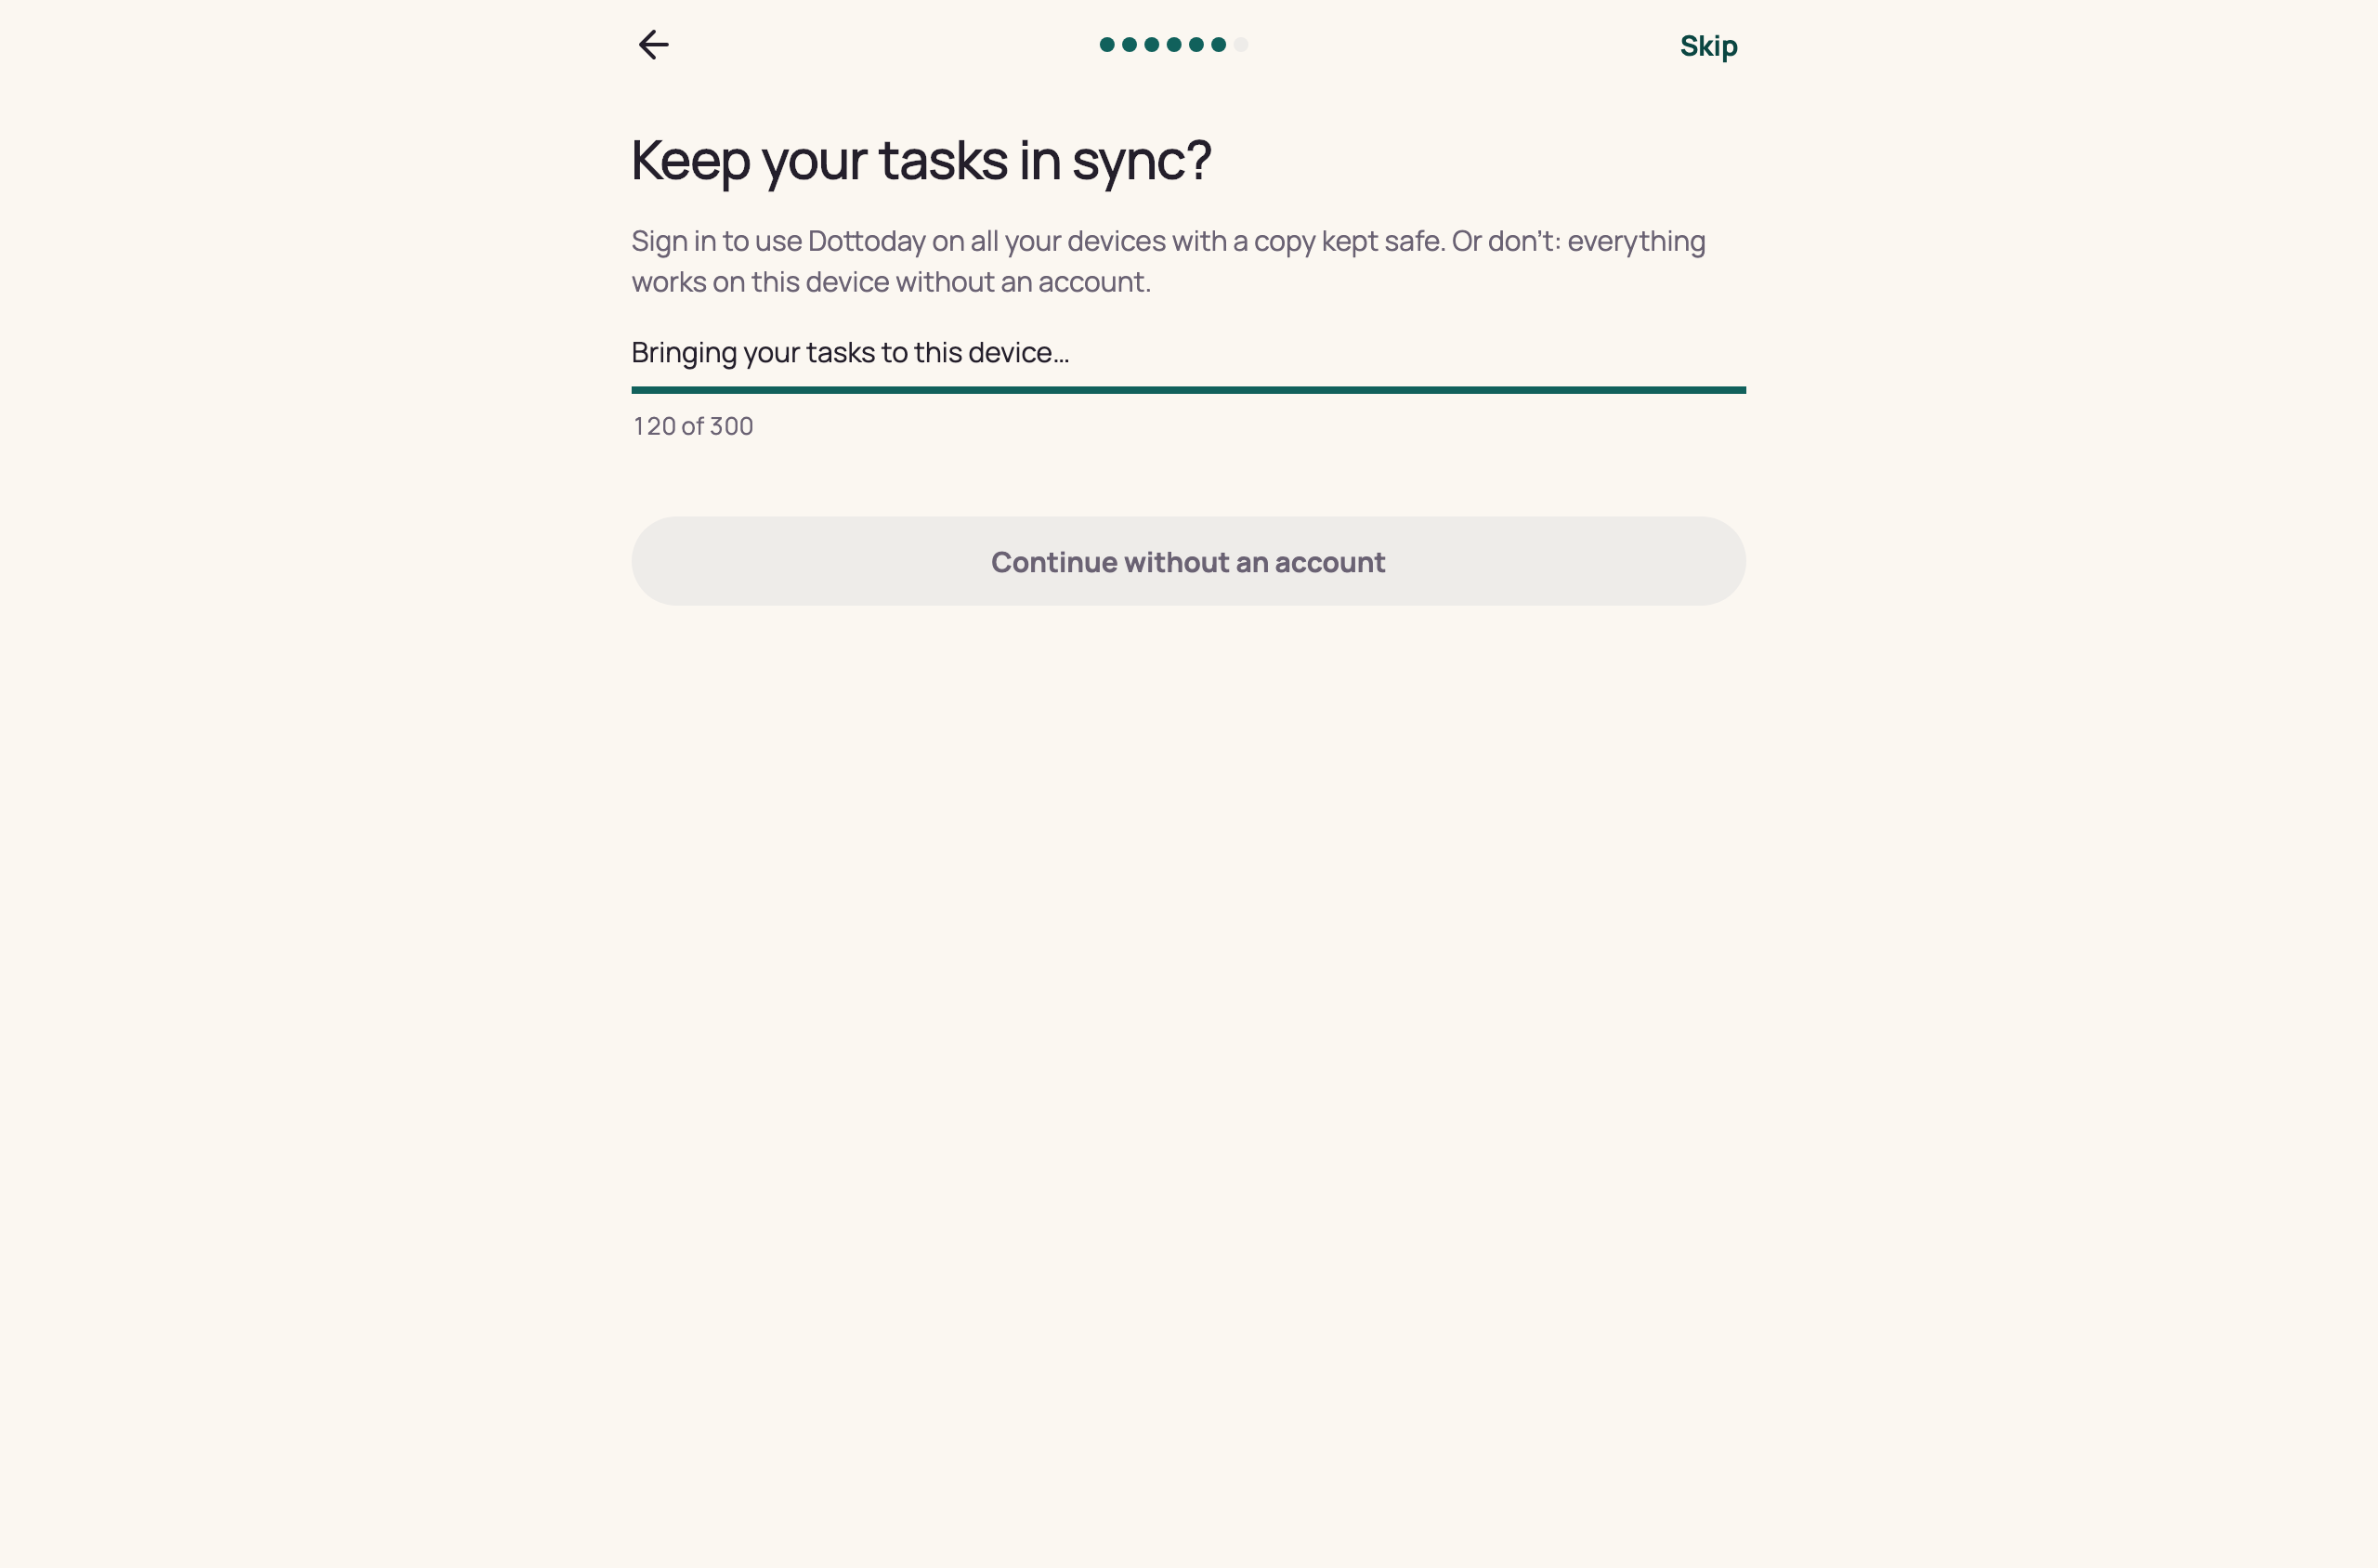 Skip
Keep your tasks in sync?
Sign in to use Dottoday on all your devices with a copy kept safe. Or don’t: everything
works on this device without an account.
Bringing your tasks to this device…
120 of 300
Continue without an account